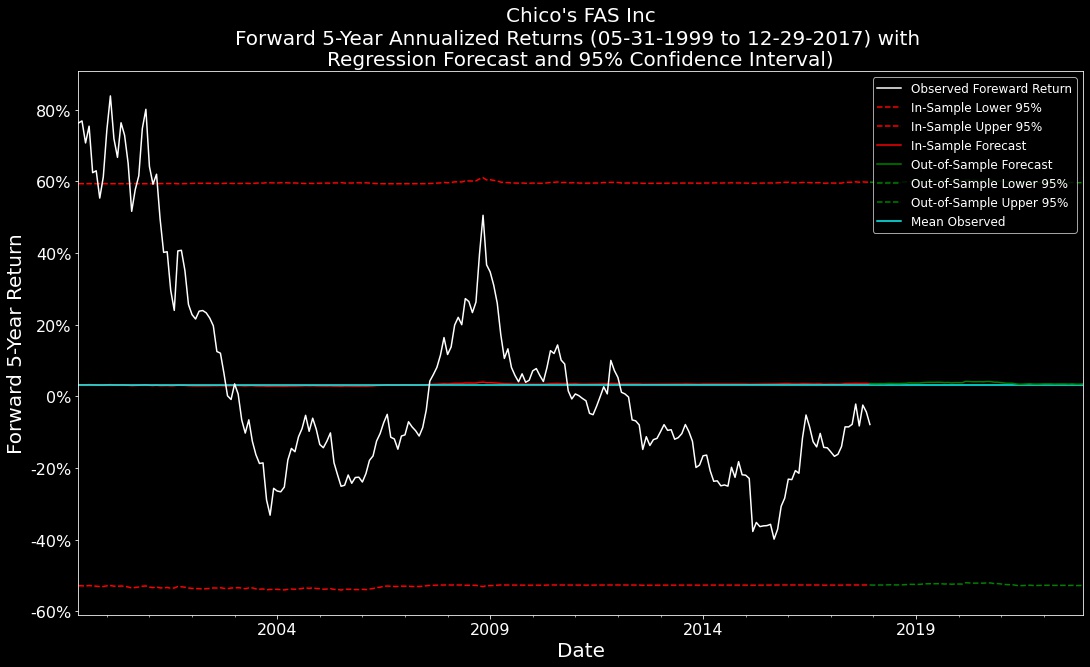 Chico's FAS Inc
Forward 5-Year Annualized Returns (05-31-1999 to 12-29-2017) with
Regression Forecast and 95% Confidence Interval)
Observed Foreward Return
In-Sample Lower 95%
In-Sample Upper 95%
In-Sample Forecast
Out-of-Sample Forecast
Out-of-Sample Lower 95%
Out-of-Sample Upper 95%
Mean Observed
Forward 5-Year Return
80%
60%
40%
20%
0%
-20%
-40%
-60%
2004
2009
2014
2019
Date